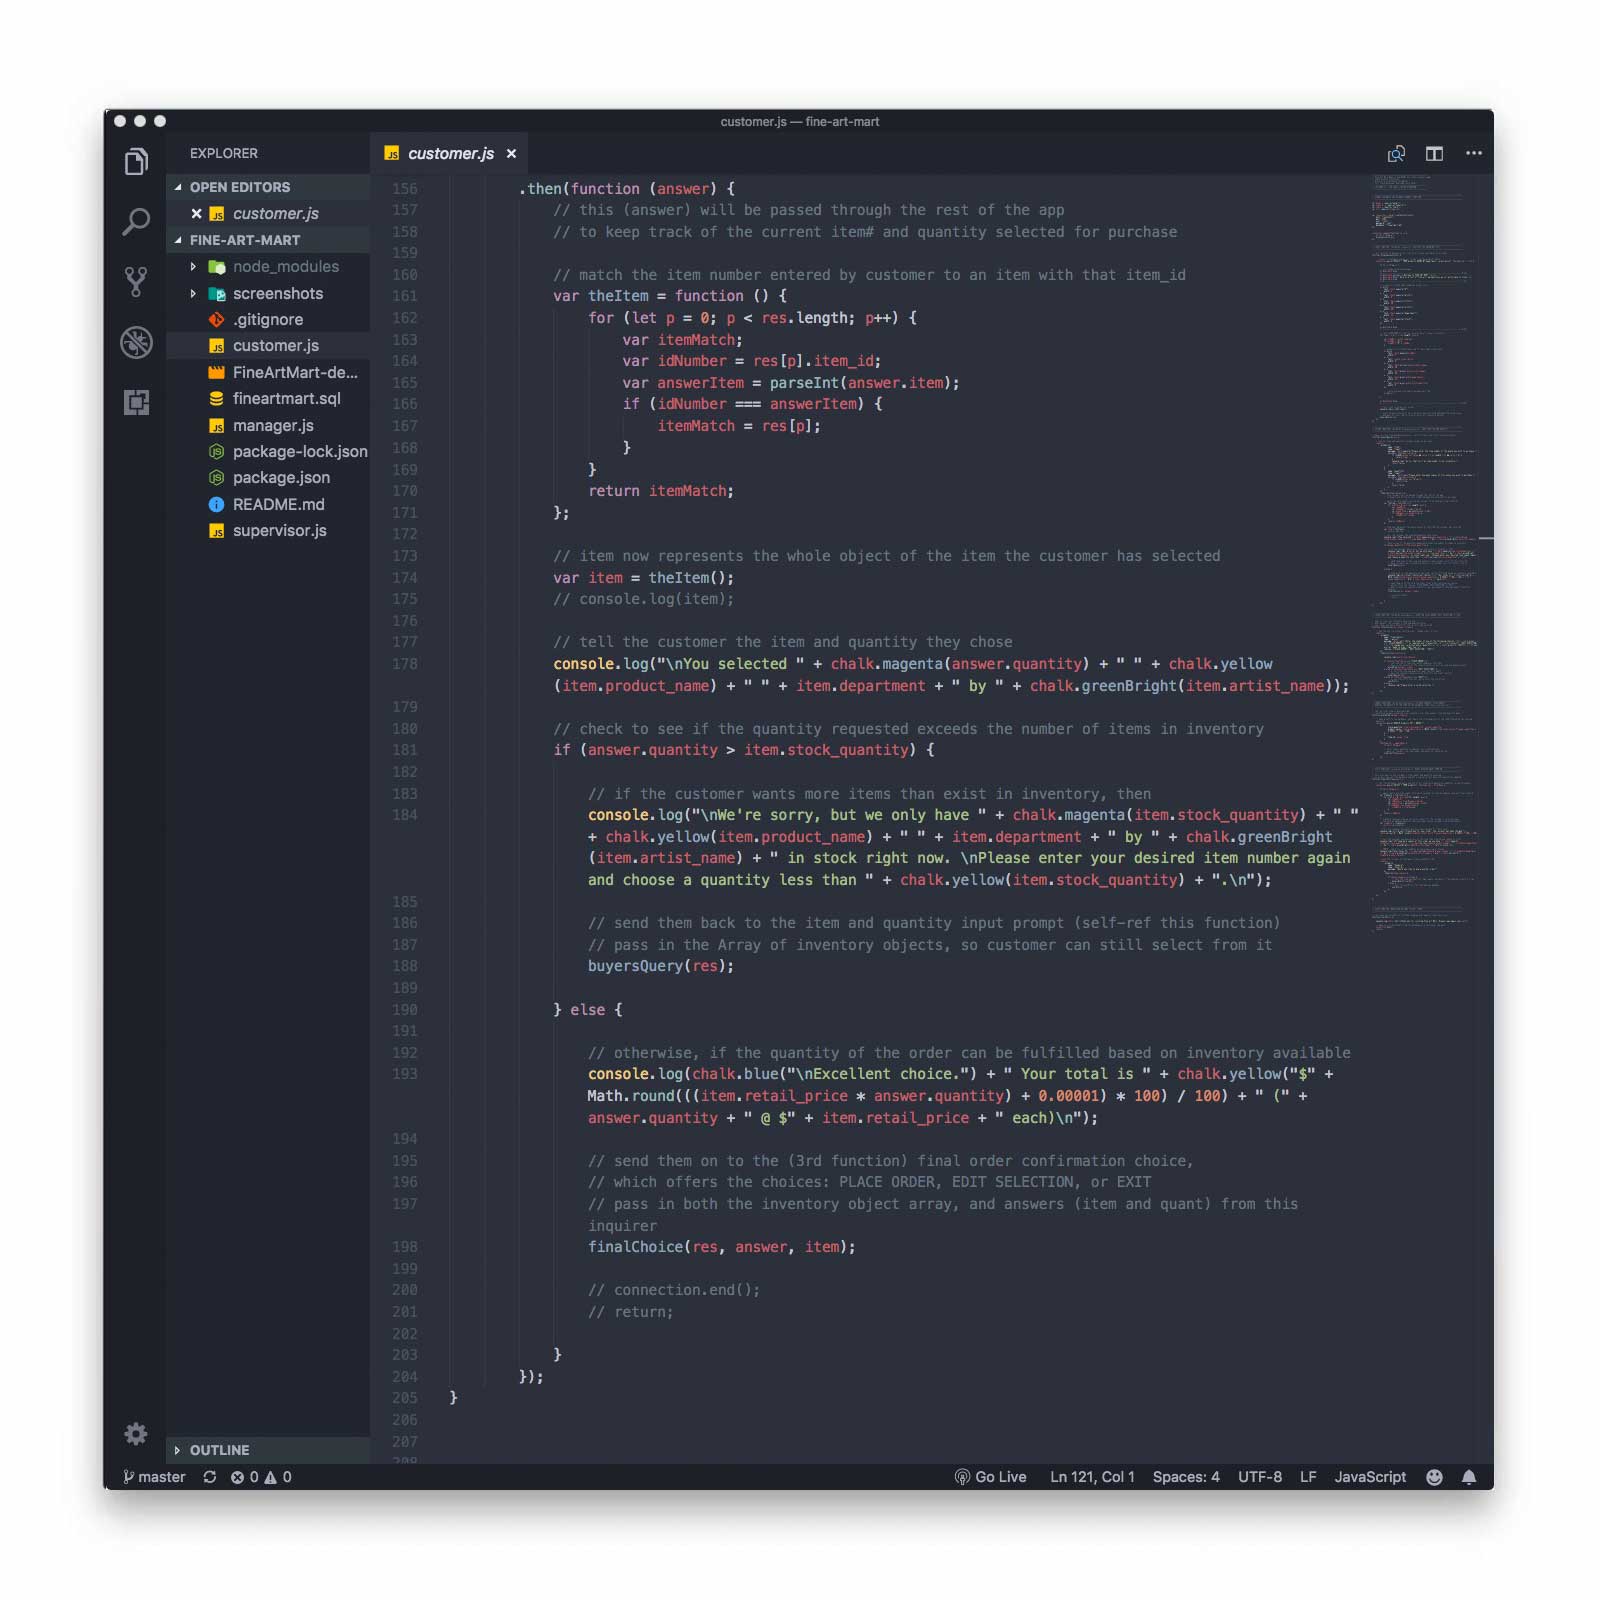 customer.js — fine-art-mart
EXPLORER
OPEN EDITORS
customer.js
FINE-ART-MART
node_modules
screenshots
.gitignore
customer.js
FineArtMart-de...
fineartmart.sql
manager.js
package-lock.json
package.json
README.md
supervisor.js
OUTLINE
customer.js
156 .then(function (answer) {
157 // this (answer) will be passed through the rest of the app
158 // to keep track of the current item# and quantity selected for purchase
159
160 // match the item number entered by customer to an item with that item_id
161 var theItem = function () {
162 for (let p = 0; p < res.length; p++) {
163 var itemMatch;
164 var idNumber = res[p].item_id;
165 var answerItem = parseInt(answer.item);
166 if (idNumber === answerItem) {
167 itemMatch = res[p];
168 }
169 }
170 return itemMatch;
171 };
172
173 // item now represents the whole object of the item the customer has selected
174 var item = theItem();
175 // console.log(item);
176
177 // tell the customer the item and quantity they chose
178 console.log("\nYou selected " + chalk.magenta(answer.quantity) + " " + chalk.yellow
(item.product_name) + " " + item.department + " by " + chalk.greenBright(item.artist_name));
179
180 // check to see if the quantity requested exceeds the number of items in inventory
181 if (answer.quantity > item.stock_quantity) {
182
183 // if the customer wants more items than exist in inventory, then
184 console.log("\nWe're sorry, but we only have " + chalk.magenta(item.stock_quantity) + " "
+ chalk.yellow(item.product_name) + " " + item.department + " by " + chalk.greenBright
(item.artist_name) + " in stock right now. \nPlease enter your desired item number again
and choose a quantity less than " + chalk.yellow(item.stock_quantity) + ".\n");
185
186 // send them back to the item and quantity input prompt (self-ref this function)
187 // pass in the Array of inventory objects, so customer can still select from it
188 buyersQuery(res);
189
190 } else {
191
192 // otherwise, if the quantity of the order can be fulfilled based on inventory available
193 console.log(chalk.blue("\nExcellent choice.") + " Your total is " + chalk.yellow("$" +
Math.round(((item.retail_price * answer.quantity) + 0.00001) * 100) / 100) + " (" +
answer.quantity + " @ $" + item.retail_price + " each)\n");
194
195 // send them on to the (3rd function) final order confirmation choice,
196 // which offers the choices: PLACE ORDER, EDIT SELECTION, or EXIT
197 // pass in both the inventory object array, and answers (item and quant) from this
inquirer
198 finalChoice(res, answer, item);
199
200 // connection.end();
201 // return;
202
203 }
204 });
205 }
206
207
208
master 0 0 Go Live Ln 121, Col 1 Spaces: 4 UTF-8 LF JavaScript